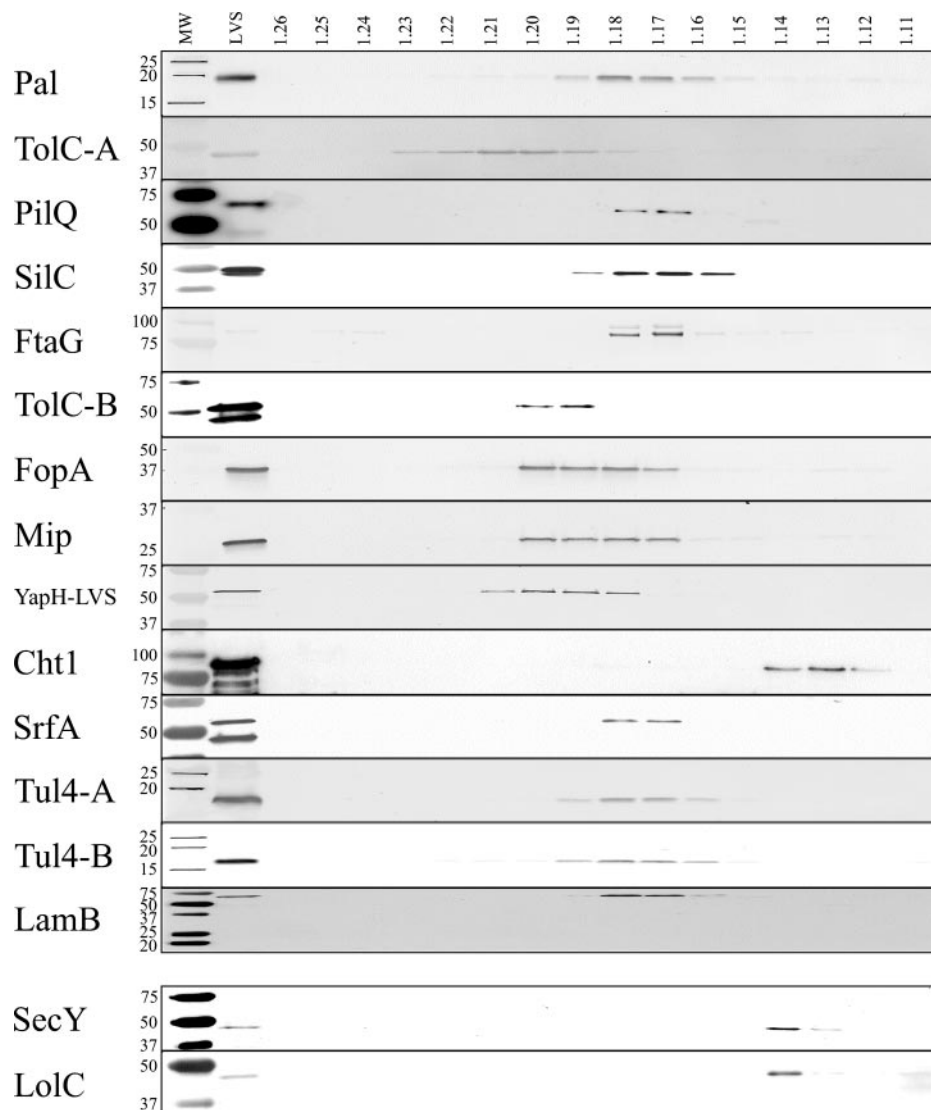 MW LVS 1.26 1.25 1.24 1.23 1.22 1.21 1.20 1.19 1.18 1.17 1.16 1.15 1.14 1.13 1.12 1.11
Pal 25 20 15
TolC-A 50 37
PilQ 75 50
SilC 50 37
FtaG 100 75
TolC-B 75 50
FopA 50 37
Mip 37 25
YapH-LVS 75 50 37
Cht1 100 75
SrfA 75 50
Tul4-A 25 20
Tul4-B 25 20 15
LamB 75 50 37 25 20
SecY 75 50 37
LolC 50 37